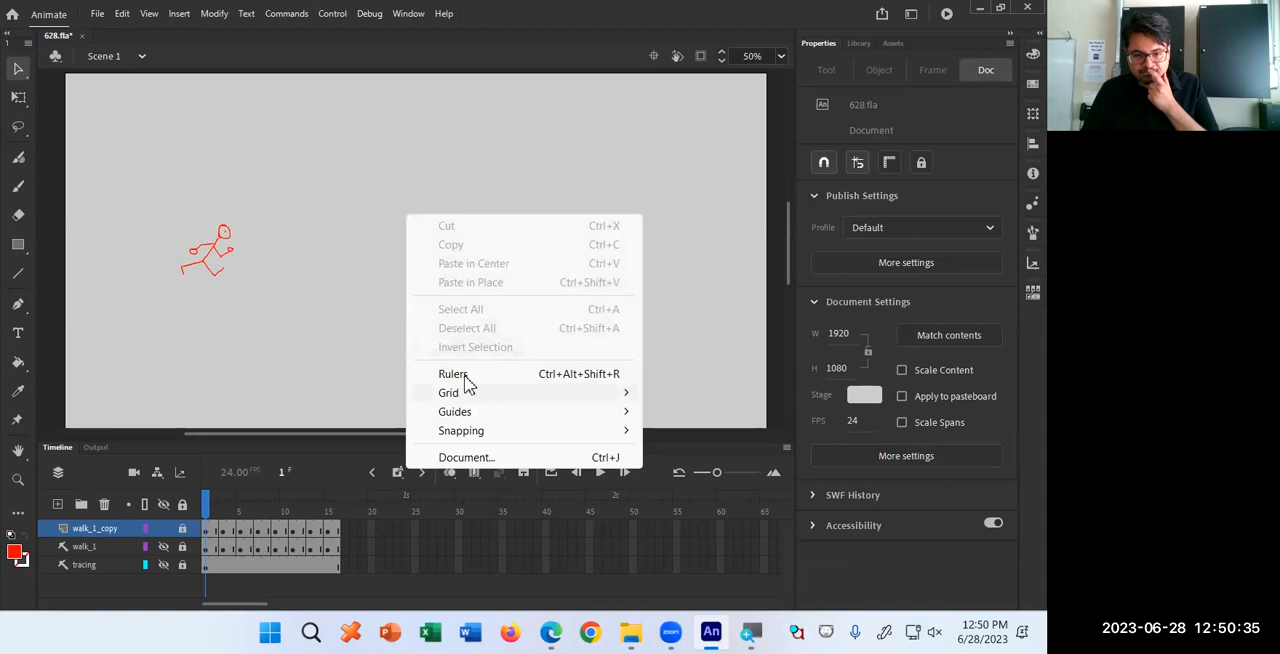 Animate File Edit View Insert Modify Text Commands Control Debug Window Help
628.fla* ×
Scene 1 50%
Properties Library Assets
Tool Object Frame Doc
An 628.fla
Document
Publish Settings
Profile Default
More settings
Document Settings
W 1920 Match contents
H 1080 Scale Content
Stage Apply to pasteboard
FPS 24 Scale Spans
More settings
SWF History
Accessibility
Cut Ctrl+X
Copy Ctrl+C
Paste in Center Ctrl+V
Paste in Place Ctrl+Shift+V
Select All Ctrl+A
Deselect All Ctrl+Shift+A
Invert Selection
Rulers Ctrl+Alt+Shift+R
Grid
Guides
Snapping
Document... Ctrl+J
Timeline Output
24.00 FPS 1 F
1s 2s
5 10 15 20 25 30 35 40 45 50 55 60 65
walk_1_copy
walk_1
tracing
zoom An
12:50 PM
6/28/2023
2023-06-28 12:50:35